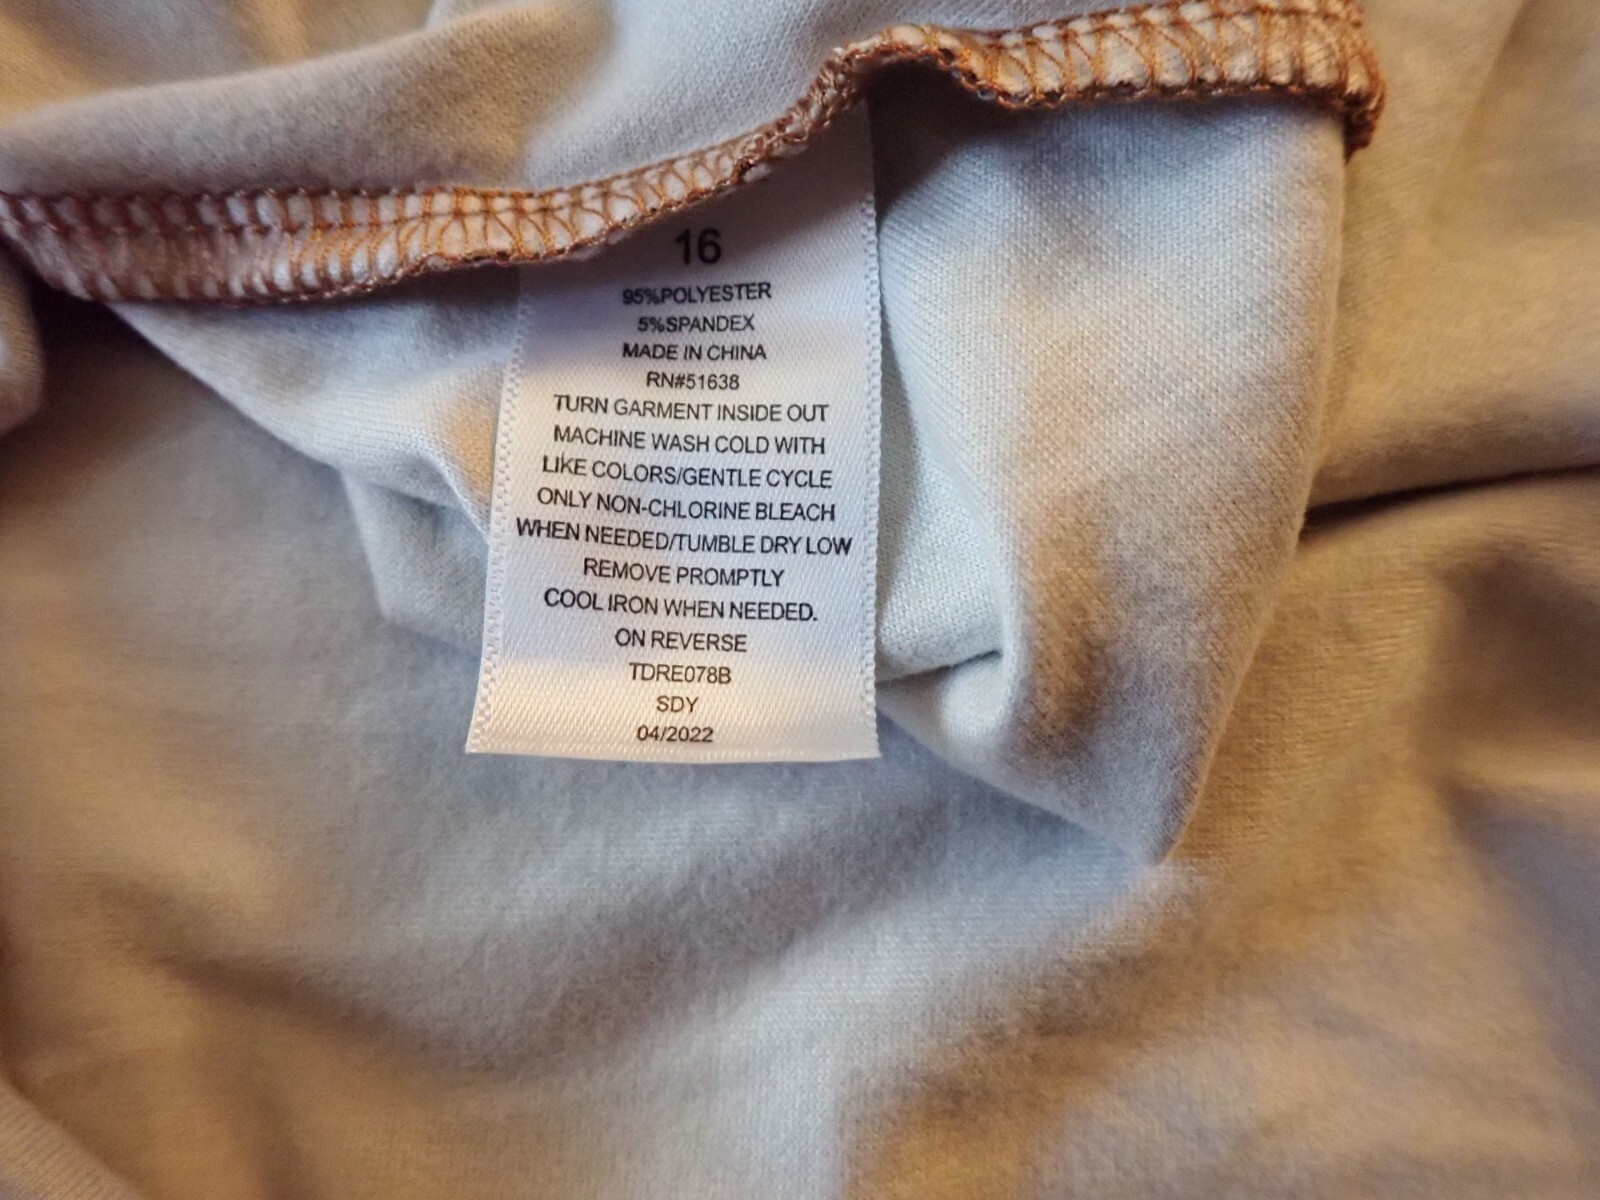 16
95%POLYESTER
5%SPANDEX
MADE IN CHINA
RN#51638
TURN GARMENT INSIDE OUT
MACHINE WASH COLD WITH
LIKE COLORS/GENTLE CYCLE
ONLY NON-CHLORINE BLEACH
WHEN NEEDED/TUMBLE DRY LOW
REMOVE PROMPTLY
COOL IRON WHEN NEEDED.
ON REVERSE
TDRE078B
SDY
04/2022